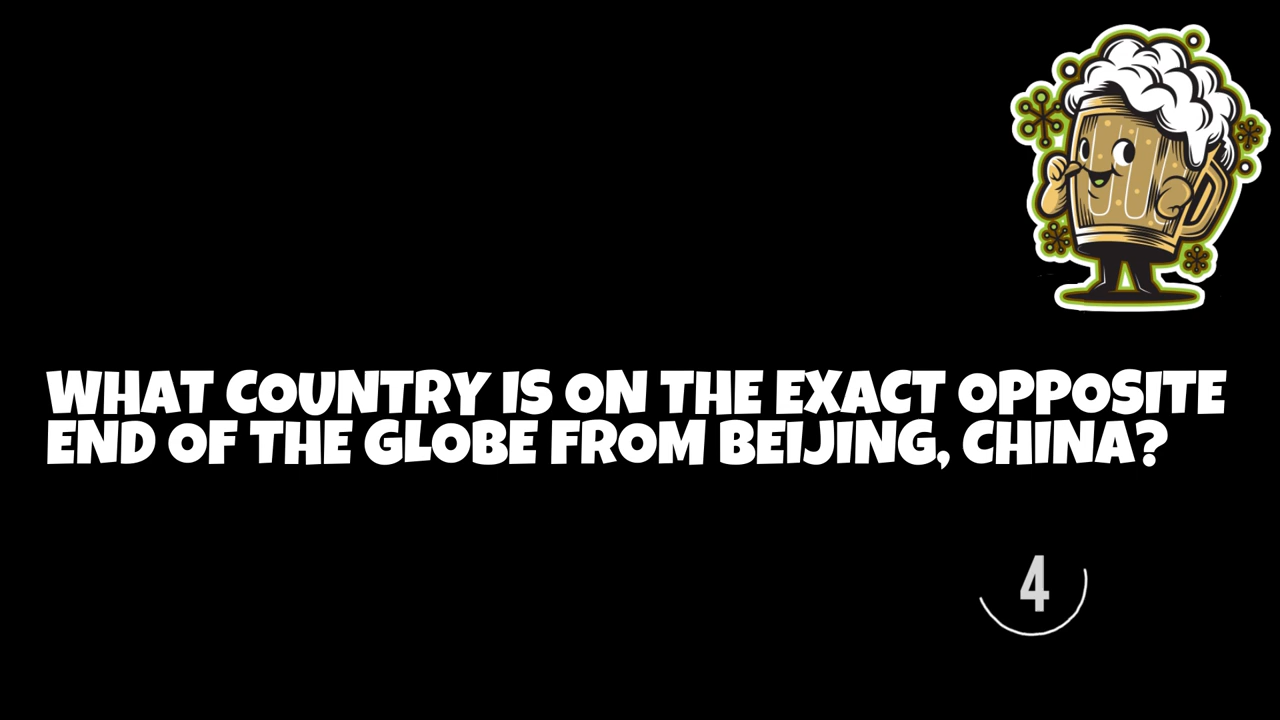 WHAT COUNTRY IS ON THE EXACT OPPOSITE
END OF THE GLOBE FROM BEIJING, CHINA?
4